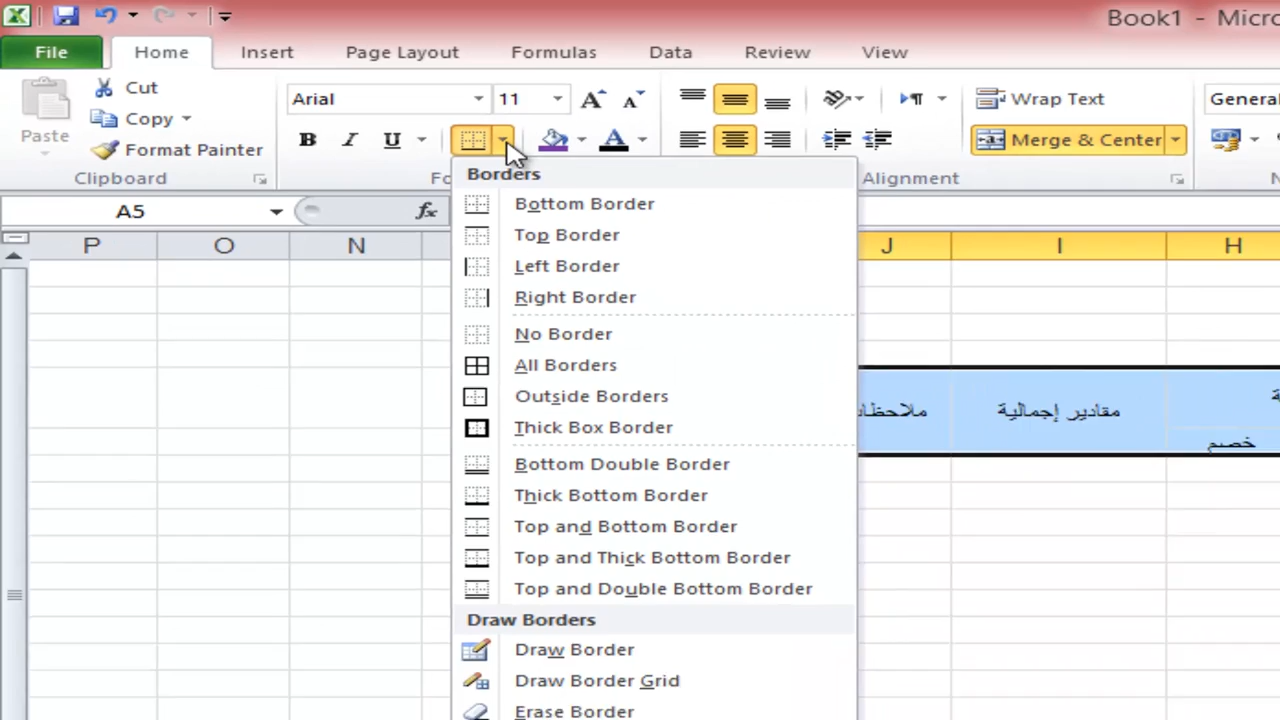 Book1 - Micro
File Home Insert Page Layout Formulas Data Review View
Cut
Copy
Format Painter
Paste
Clipboard
Arial 11
B I U
Fo
A A
A
Wrap Text
Merge & Center
Alignment
General
A5
fx
P O N J I H
Borders
Bottom Border
Top Border
Left Border
Right Border
No Border
All Borders
Outside Borders
Thick Box Border
Bottom Double Border
Thick Bottom Border
Top and Bottom Border
Top and Thick Bottom Border
Top and Double Bottom Border
Draw Borders
Draw Border
Draw Border Grid
Erase Border
مقادير إجمالية
ملاحظات
خصيم